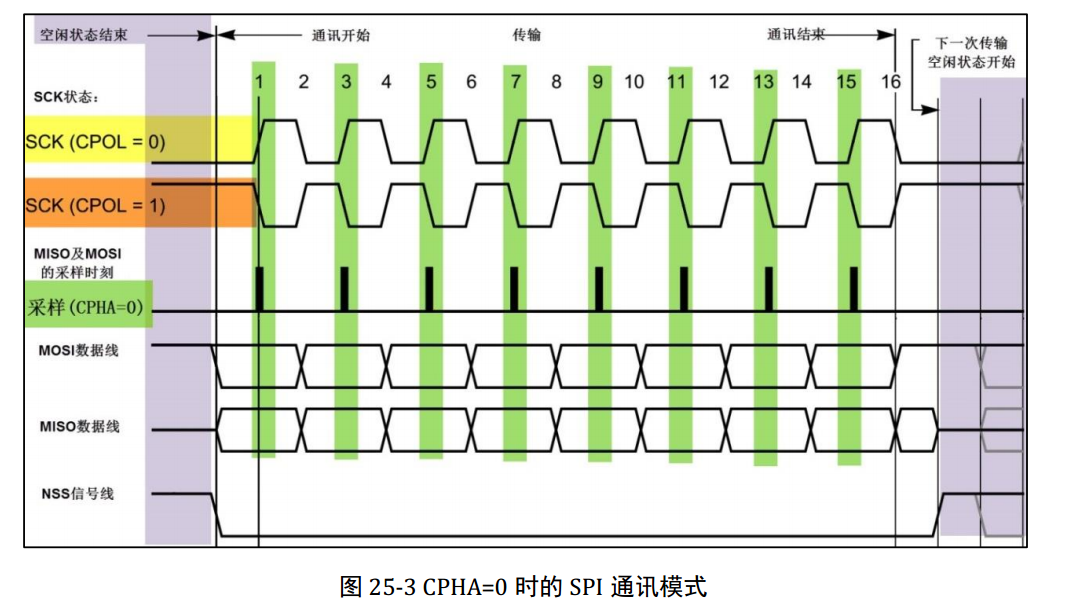 空闲状态结束
通讯开始
传输
通讯结束
下一次传输
空闲状态开始
1 2 3 4 5 6 7 8 9 10 11 12 13 14 15 16
SCK状态：
SCK (CPOL = 0)
SCK (CPOL = 1)
MISO及MOSI
的采样时刻
采样(CPHA=0)
MOSI数据线
MISO数据线
NSS信号线
图 25-3 CPHA=0 时的 SPI 通讯模式